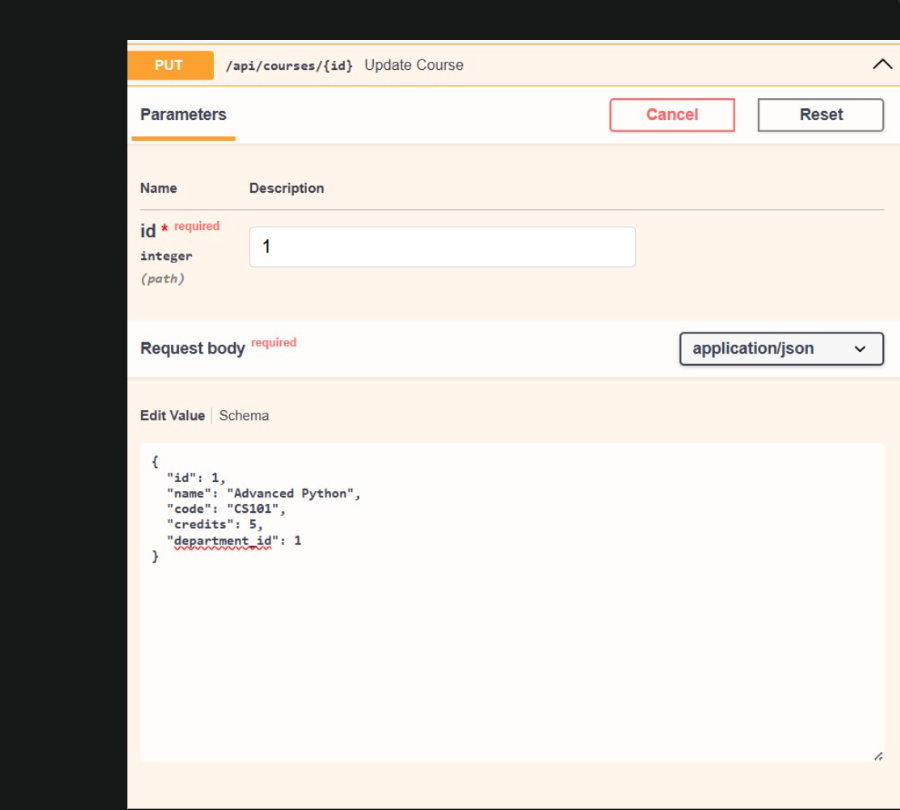 PUT /api/courses/{id} Update Course
Parameters Cancel Reset
Name Description
id * required 1
integer
(path)
Request body required application/json
Edit Value Schema
{
  "id": 1,
  "name": "Advanced Python",
  "code": "CS101",
  "credits": 5,
  "department_id": 1
}